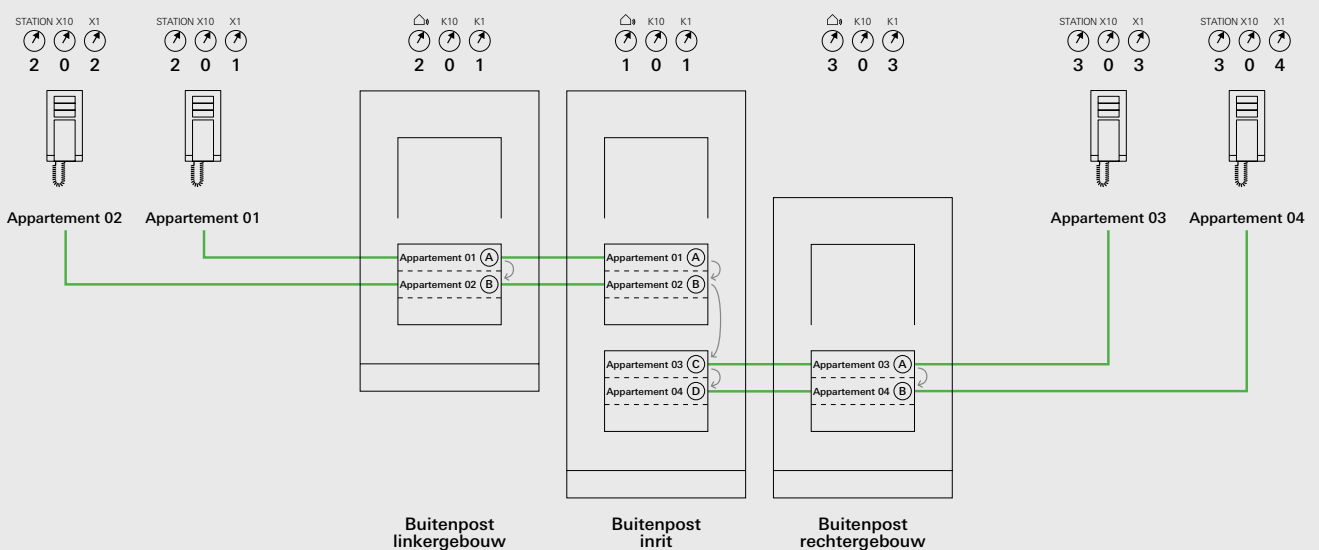 STATION X10 X1
2 0 2
STATION X10 X1
2 0 1
K10 K1
2 0 1
K10 K1
1 0 1
K10 K1
3 0 3
STATION X10 X1
3 0 3
STATION X10 X1
3 0 4
Appartement 02
Appartement 01
Appartement 03
Appartement 04
Appartement 01 A
Appartement 02 B
Appartement 01 A
Appartement 02 B
Appartement 03 C
Appartement 04 D
Appartement 03 A
Appartement 04 B
Buitenpost
linkergebouw
Buitenpost
inrit
Buitenpost
rechtergebouw